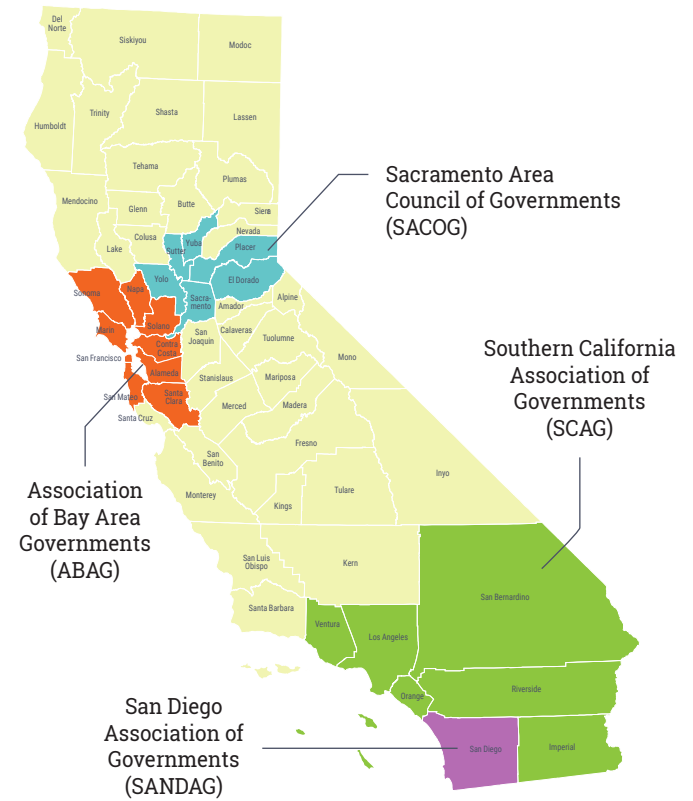 Del
Norte
Siskiyou
Modoc
Humboldt
Trinity
Shasta
Lassen
Tehama
Plumas
Mendocino
Glenn
Butte
Sierra
Lake
Colusa
Sutter
Yuba
Nevada
Placer
Sacramento Area
Council of Governments
(SACOG)
Sonoma
Napa
Yolo
El Dorado
Sacra-
mento
Amador
Alpine
Solano
Marin
San
Joaquin
Calaveras
Tuolumne
Contra
Costa
San Francisco
Alameda
Mono
Stanislaus
Mariposa
San Mateo
Santa
Clara
Merced
Madera
Santa Cruz
Southern California
Association of
Governments
(SCAG)
Fresno
San
Benito
Inyo
Monterey
Kings
Tulare
Association
of Bay Area
Governments
(ABAG)
San Luis
Obispo
Kern
Santa Barbara
San Bernardino
Ventura
Los Angeles
Orange
Riverside
San Diego
Association of
Governments
(SANDAG)
San Diego
Imperial